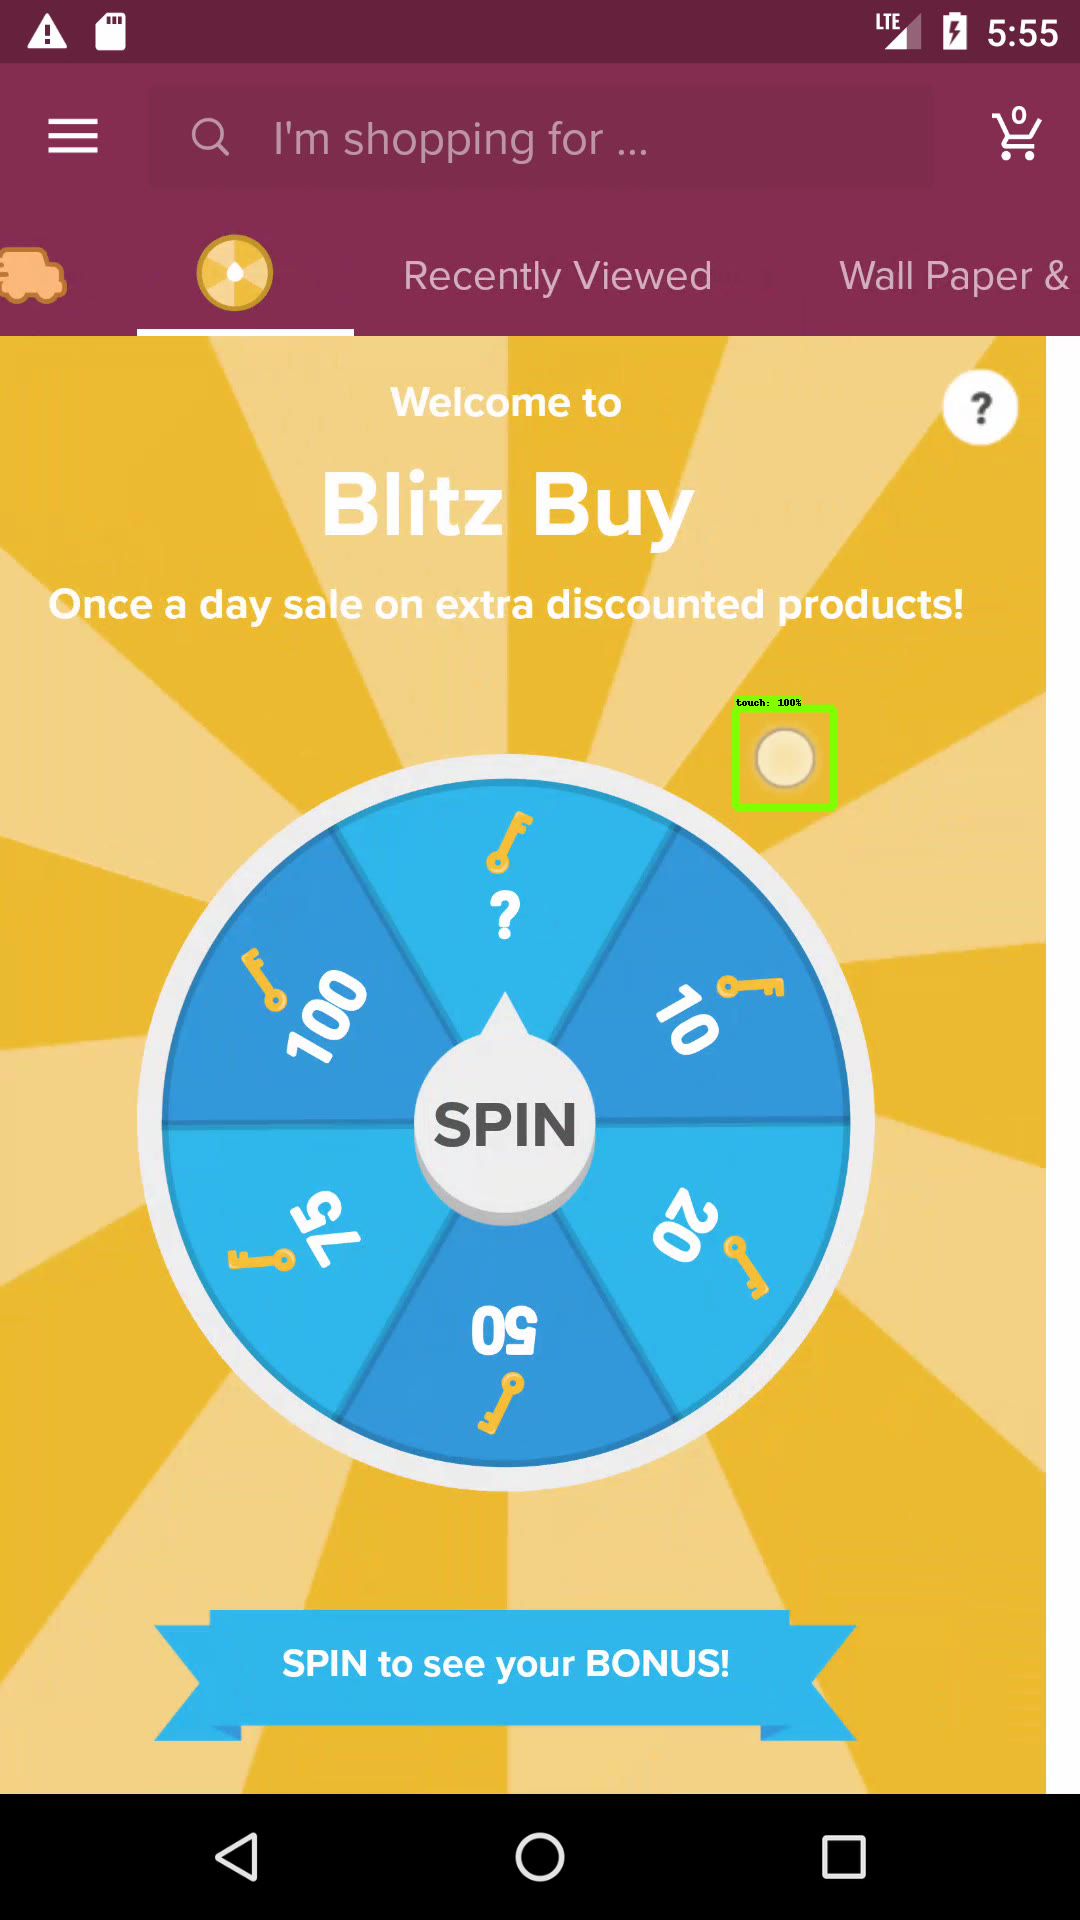 LTE 5:55
I'm shopping for ...
0
Recently Viewed
Wall Paper &
Welcome to
?
Blitz Buy
Once a day sale on extra discounted products!
touch: 100%
?
100
10
SPIN
75
20
50
SPIN to see your BONUS!